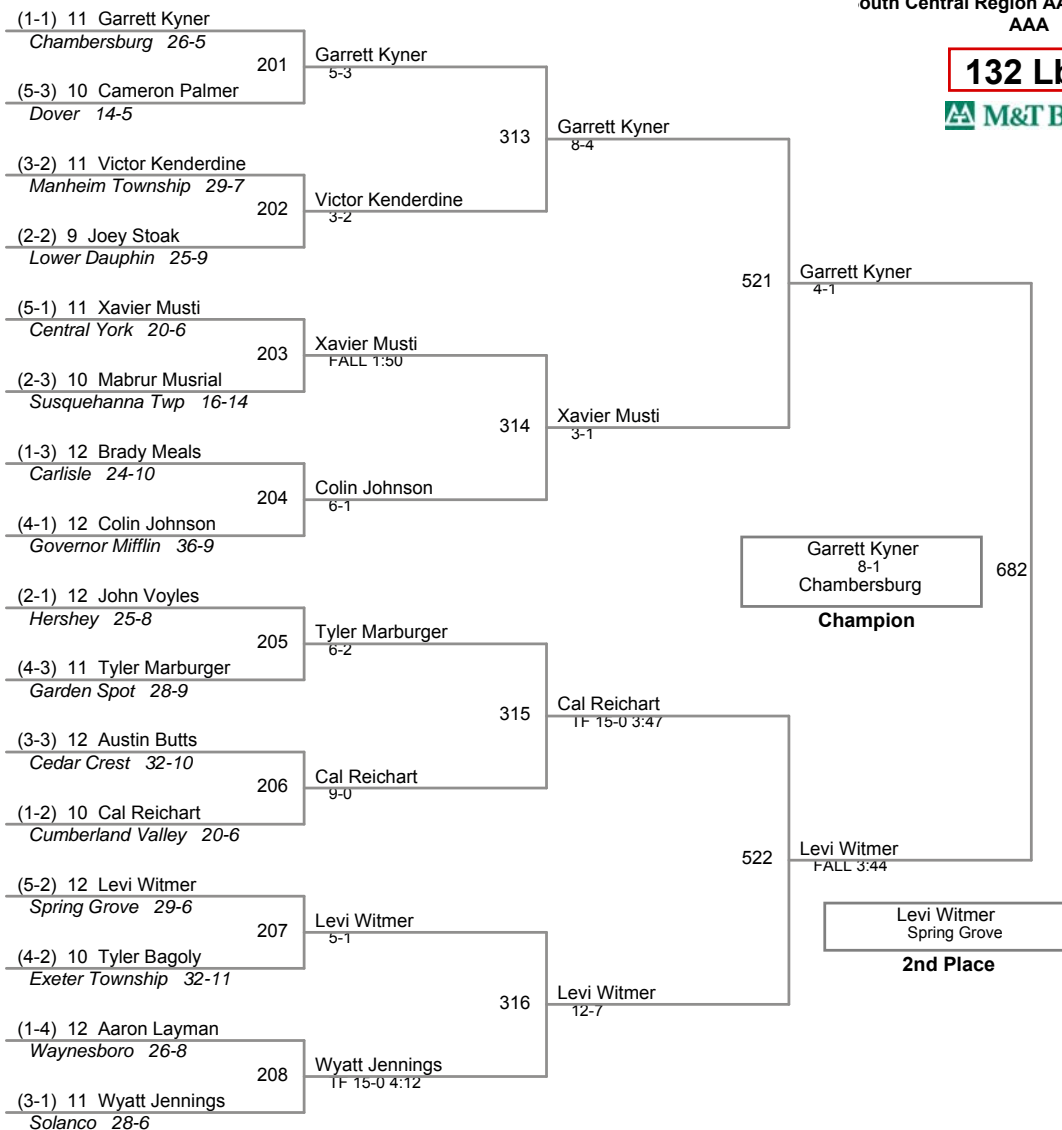 outh Central Region AA
AAA
132 Lb
M&T B
(1-1) 11 Garrett Kyner
Chambersburg 26-5
201
(5-3) 10 Cameron Palmer
Dover 14-5
(3-2) 11 Victor Kenderdine
Manheim Township 29-7
202
(2-2) 9 Joey Stoak
Lower Dauphin 25-9
(5-1) 11 Xavier Musti
Central York 20-6
203
(2-3) 10 Mabrur Musrial
Susquehanna Twp 16-14
(1-3) 12 Brady Meals
Carlisle 24-10
204
(4-1) 12 Colin Johnson
Governor Mifflin 36-9
(2-1) 12 John Voyles
Hershey 25-8
205
(4-3) 11 Tyler Marburger
Garden Spot 28-9
(3-3) 12 Austin Butts
Cedar Crest 32-10
206
(1-2) 10 Cal Reichart
Cumberland Valley 20-6
(5-2) 12 Levi Witmer
Spring Grove 29-6
207
(4-2) 10 Tyler Bagoly
Exeter Township 32-11
(1-4) 12 Aaron Layman
Waynesboro 26-8
208
(3-1) 11 Wyatt Jennings
Solanco 28-6
Garrett Kyner
5-3
313
Victor Kenderdine
3-2
Xavier Musti
FALL 1:50
314
Colin Johnson
6-1
Tyler Marburger
6-2
315
Cal Reichart
9-0
Levi Witmer
5-1
316
Wyatt Jennings
TF 15-0 4:12
Garrett Kyner
8-4
521
Xavier Musti
3-1
Cal Reichart
TF 15-0 3:47
522
Levi Witmer
12-7
Garrett Kyner
4-1
682
Levi Witmer
FALL 3:44
Garrett Kyner
8-1
Chambersburg
Champion
Levi Witmer
Spring Grove
2nd Place